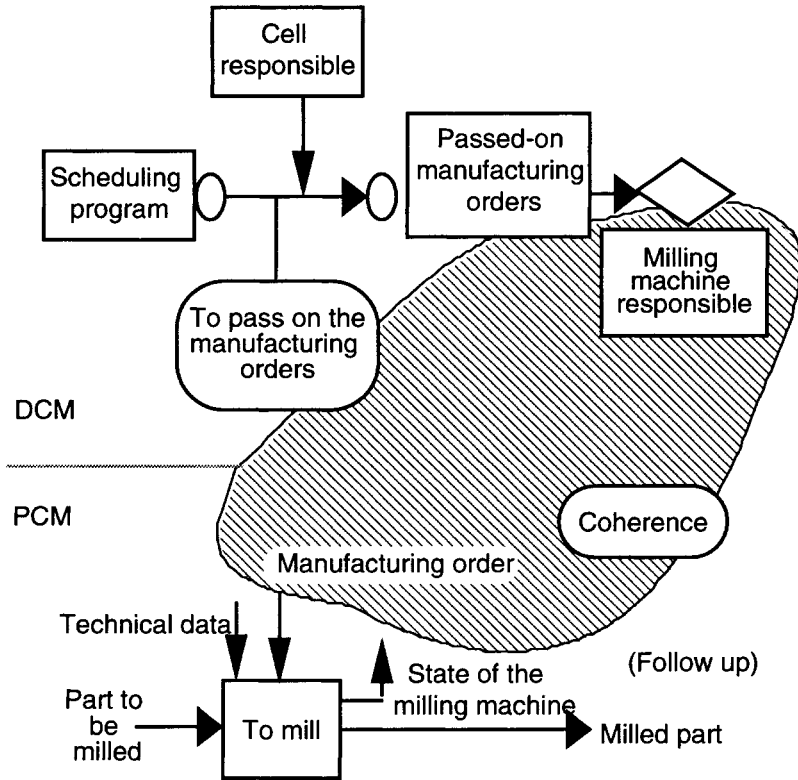 Cell
responsible
Scheduling
program
Passed-on
manufacturing
orders
Milling
machine
responsible
To pass on the
manufacturing
orders
DCM
PCM
Coherence
Manufacturing order
Technical data
(Follow up)
State of the
milling machine
Part to
be
milled
To mill
Milled part